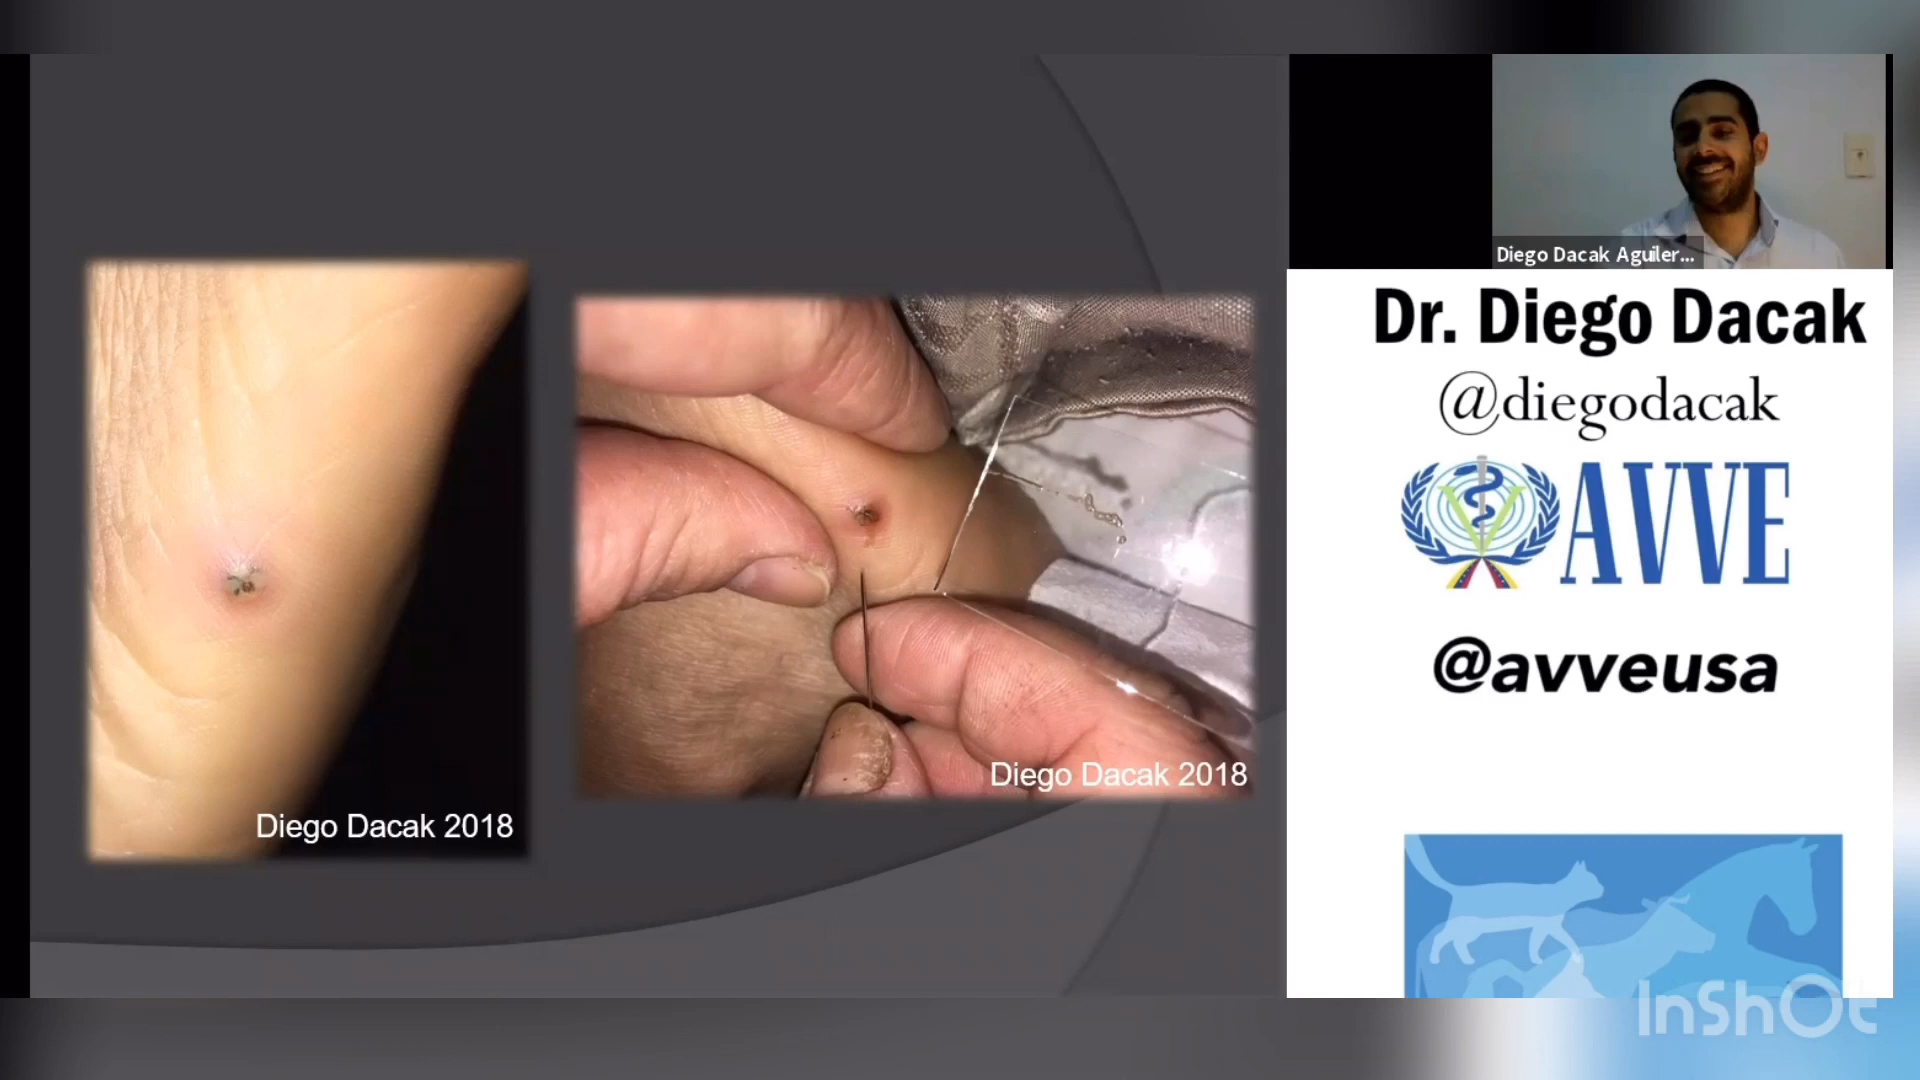 Diego Dacak Aguiler...
Dr. Diego Dacak
@diegodacak
AVVE
@avveusa
Diego Dacak 2018
Diego Dacak 2018
InShOt